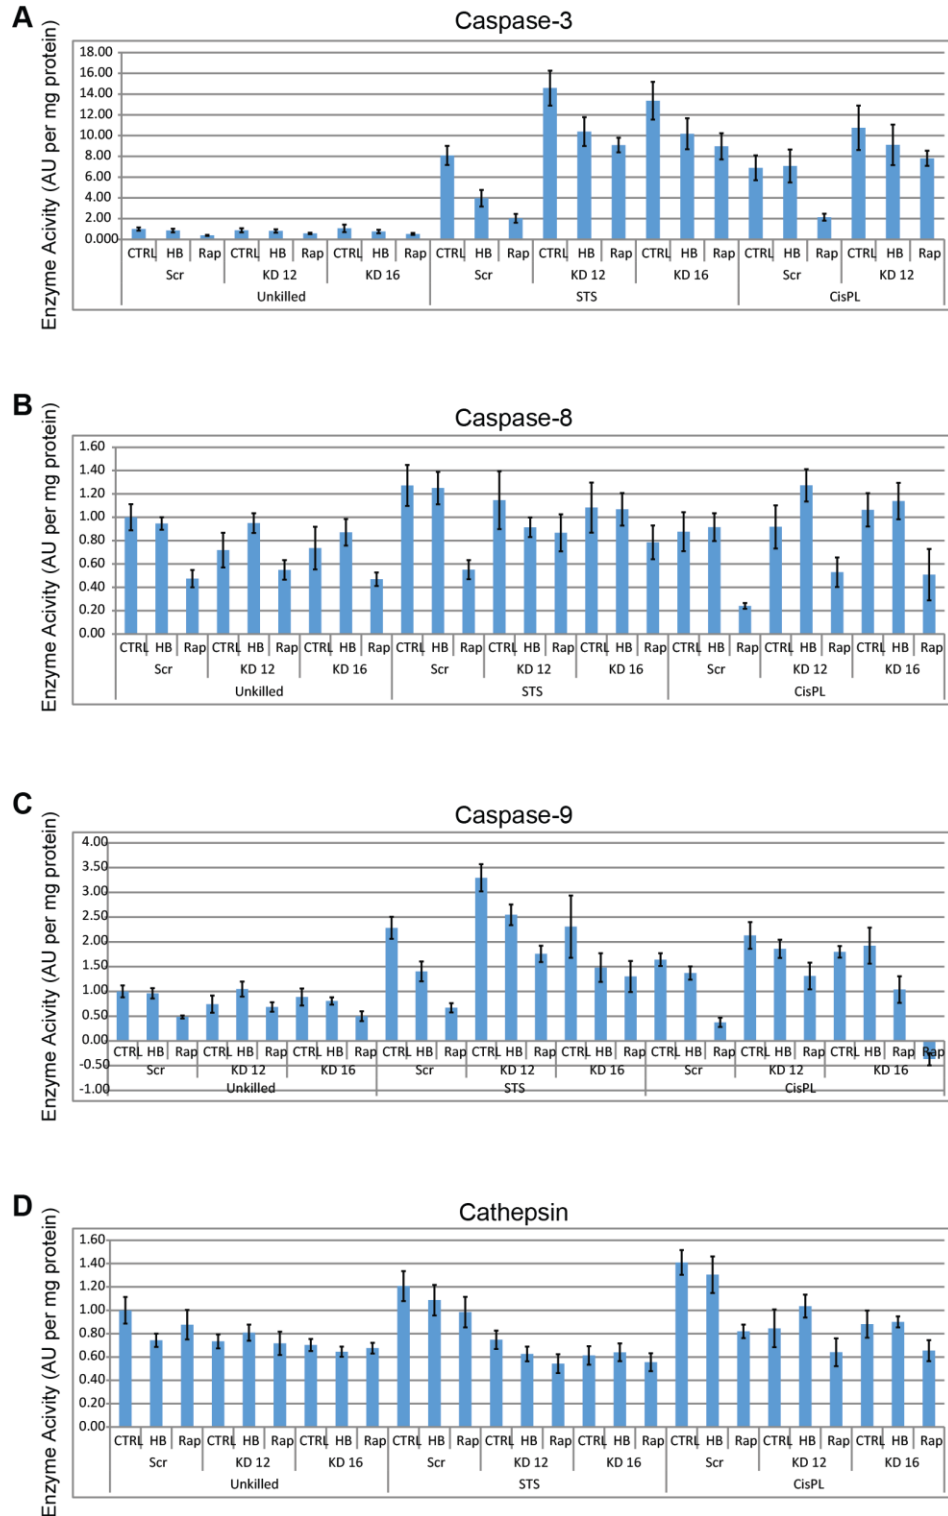 A
Caspase-3
Enzyme Acivity (AU per mg protein)
18.00
16.00
14.00
12.00
10.00
8.00
6.00
4.00
2.00
0.000
CTRL HB Rap CTRL HB Rap CTRL HB Rap CTRL HB Rap CTRL HB Rap CTRL HB Rap CTRL HB Rap CTRL HB Rap
Scr KD 12 KD 16 Scr KD 12 KD 16 Scr KD 12
Unkilled STS CisPL
B
Caspase-8
Enzyme Acivity (AU per mg protein)
1.60
1.40
1.20
1.00
0.80
0.60
0.40
0.20
0.00
CTRL HB Rap CTRL HB Rap CTRL HB Rap CTRL HB Rap CTRL HB Rap CTRL HB Rap CTRL HB Rap CTRL HB Rap CTRL HB Rap
Scr KD 12 KD 16 Scr KD 12 KD 16 Scr KD 12 KD 16
Unkilled STS CisPL
C
Caspase-9
Enzyme Acivity (AU per mg protein)
4.00
3.50
3.00
2.50
2.00
1.50
1.00
0.50
0.00
-0.50
-1.00
CTRL HB Rap CTRL HB Rap CTRL HB Rap CTRL HB Rap CTRL HB Rap CTRL HB Rap CTRL HB Rap CTRL HB Rap CTRL HB Rap Rap
Scr KD 12 KD 16 Scr KD 12 KD 16 Scr KD 12 KD 16
Unkilled STS CisPL
D
Cathepsin
Enzyme Acivity (AU per mg protein)
1.60
1.40
1.20
1.00
0.80
0.60
0.40
0.20
0.00
CTRL HB Rap CTRL HB Rap CTRL HB Rap CTRL HB Rap CTRL HB Rap CTRL HB Rap CTRL HB Rap CTRL HB Rap CTRL HB Rap
Scr KD 12 KD 16 Scr KD 12 KD 16 Scr KD 12 KD 16
Unkilled STS CisPL